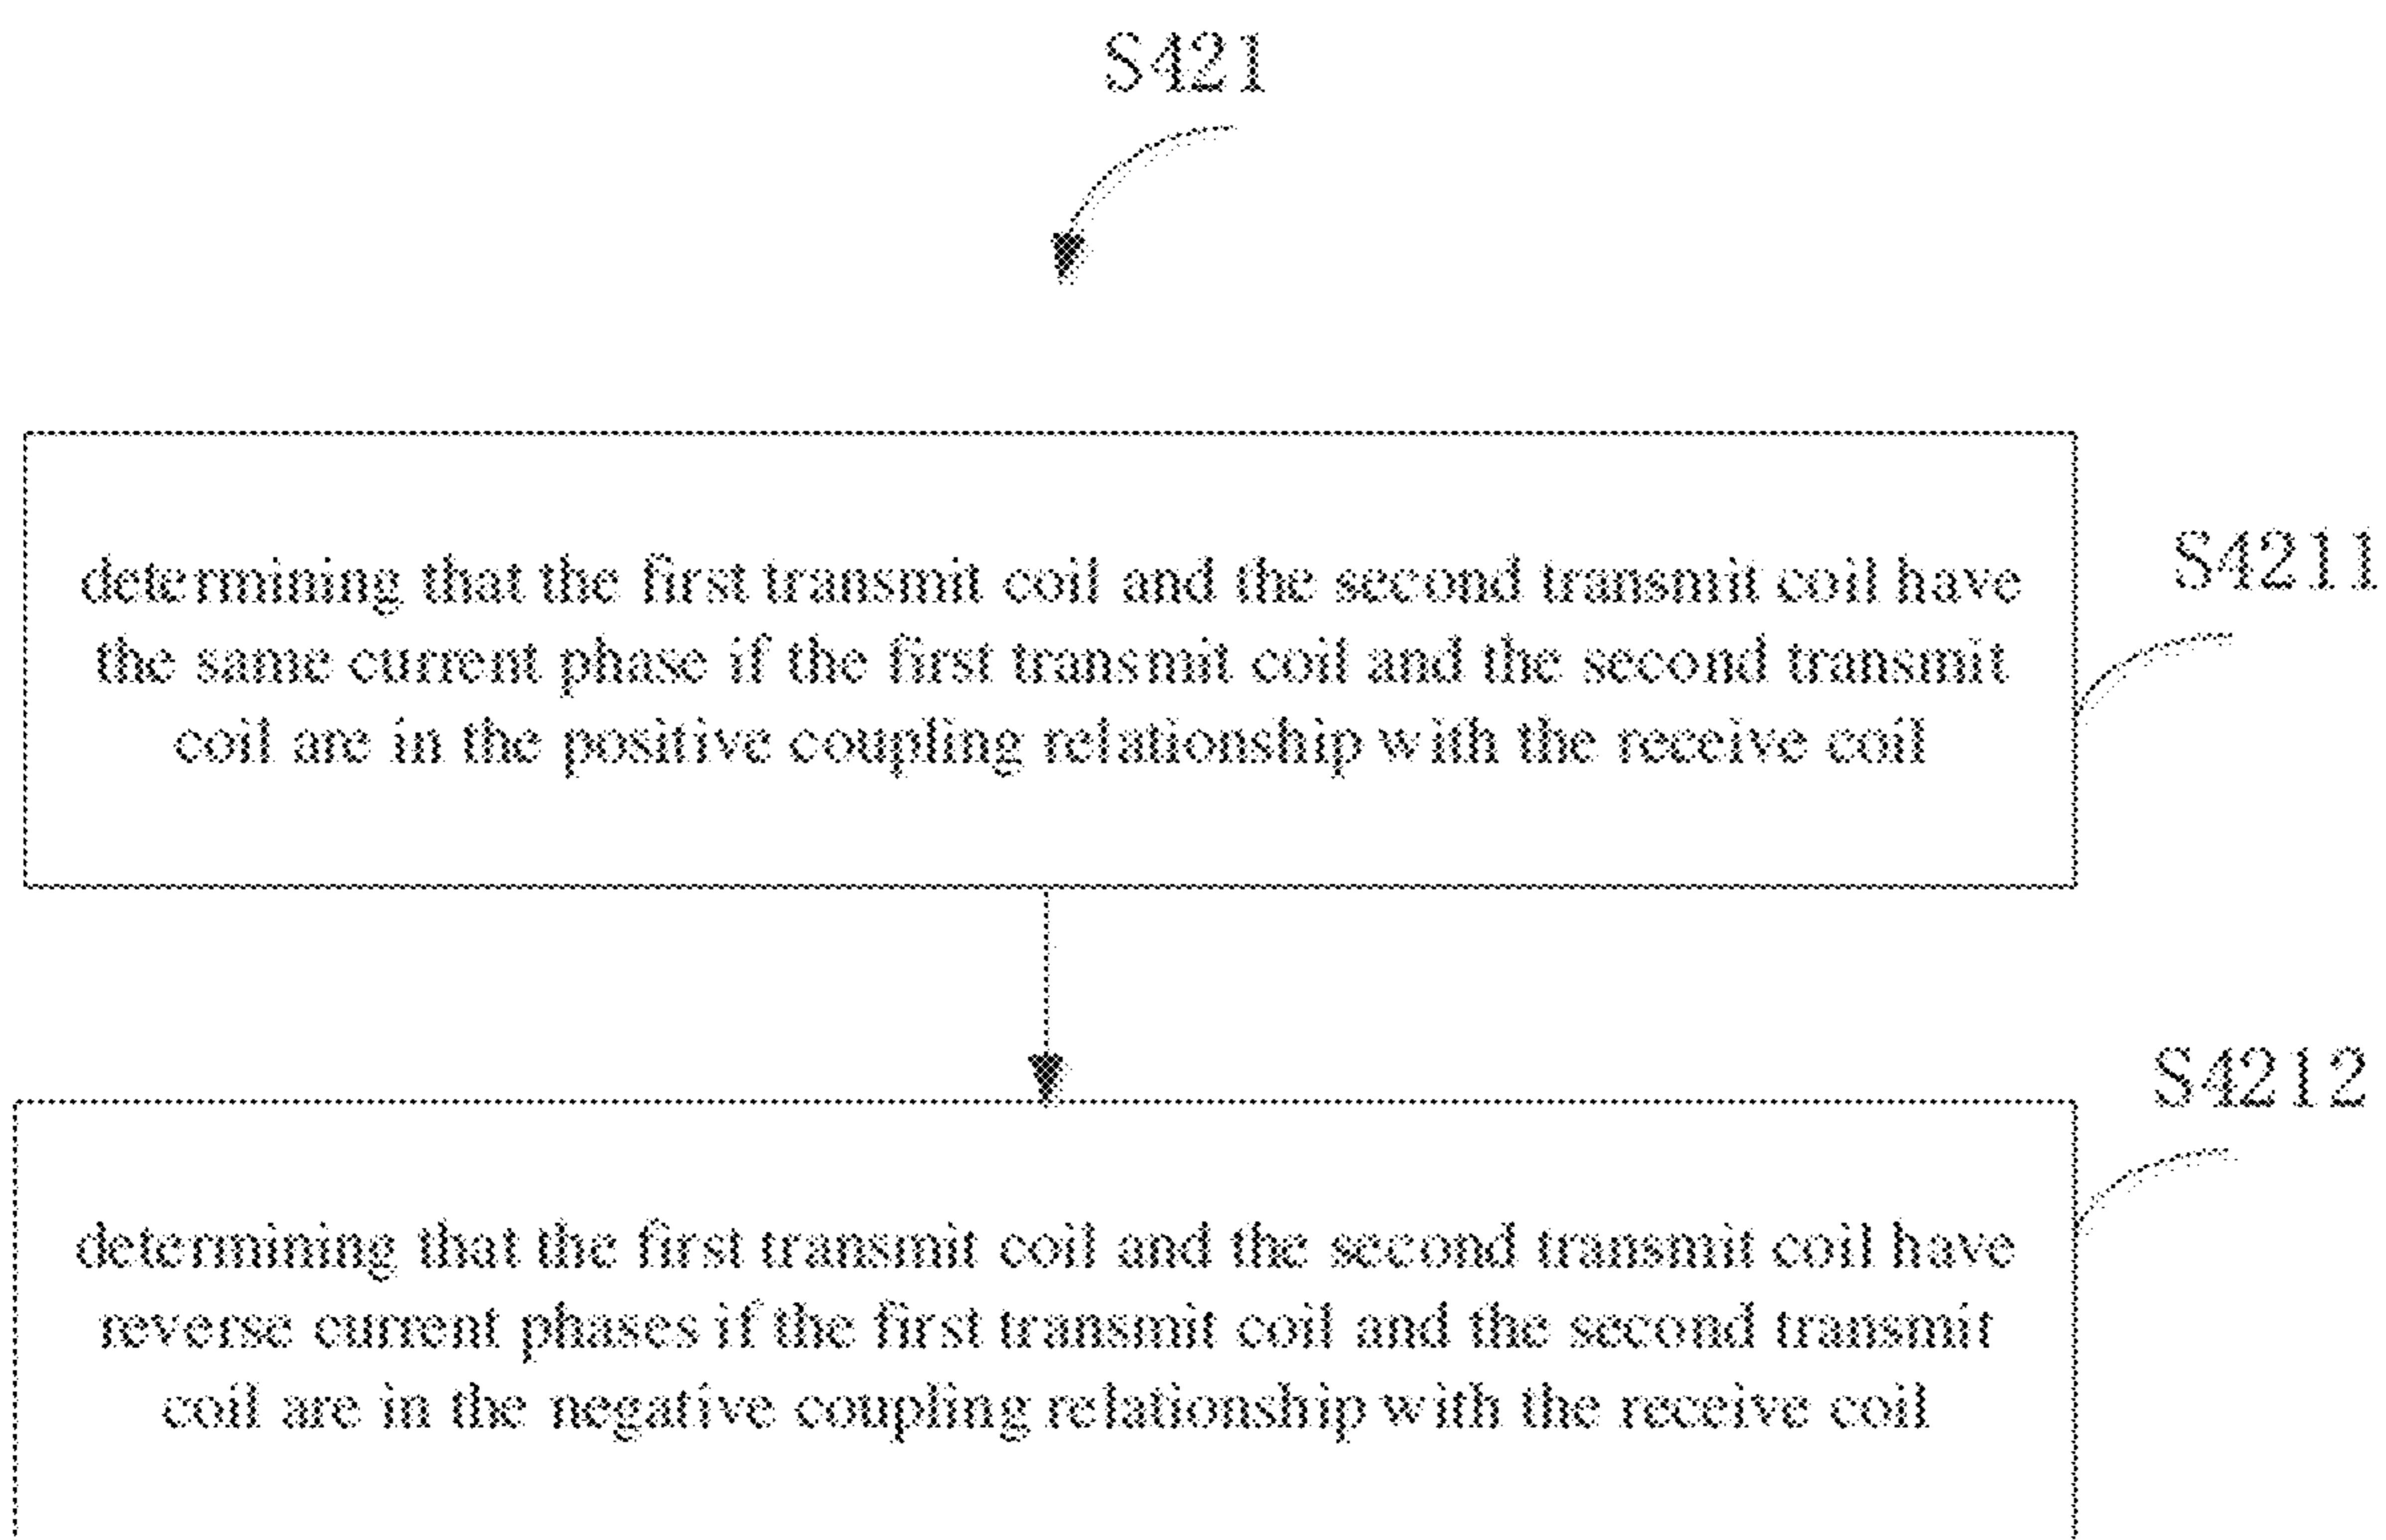 S421
determining that the first transmit coil and the second transmit coil have
the same current phase if the first transmit coil and the second transmit
coil are in the positive coupling relationship with the receive coil
S4211
determining that the first transmit coil and the second transmit coil have
reverse current phases if the first transmit coil and the second transmit
coil are in the negative coupling relationship with the receive coil
S4212